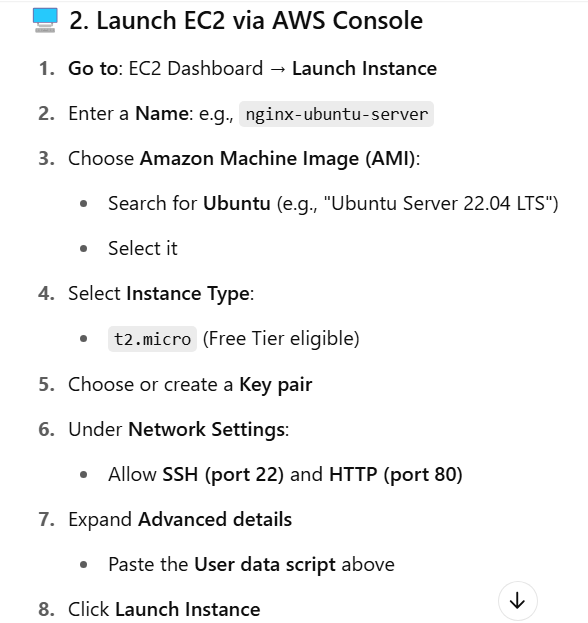 2. Launch EC2 via AWS Console
1. Go to: EC2 Dashboard → Launch Instance
2. Enter a Name: e.g., nginx-ubuntu-server
3. Choose Amazon Machine Image (AMI):
• Search for Ubuntu (e.g., "Ubuntu Server 22.04 LTS")
• Select it
4. Select Instance Type:
• t2.micro (Free Tier eligible)
5. Choose or create a Key pair
6. Under Network Settings:
• Allow SSH (port 22) and HTTP (port 80)
7. Expand Advanced details
• Paste the User data script above
8. Click Launch Instance